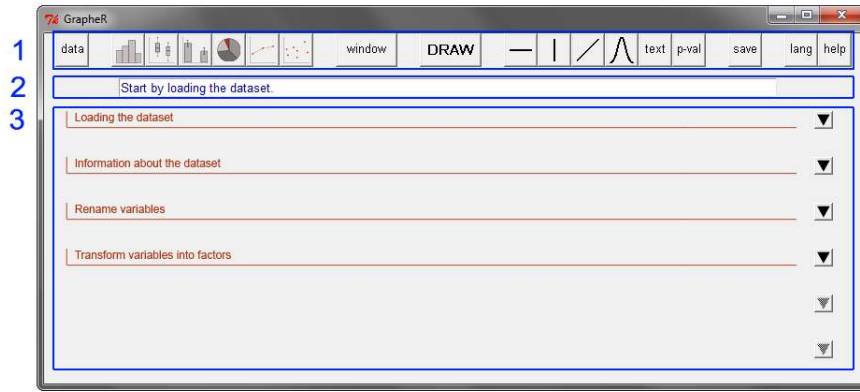 GrapheR
1 data window DRAW text p-val save lang help
2 Start by loading the dataset.
3 Loading the dataset
Information about the dataset
Rename variables
Transform variables into factors